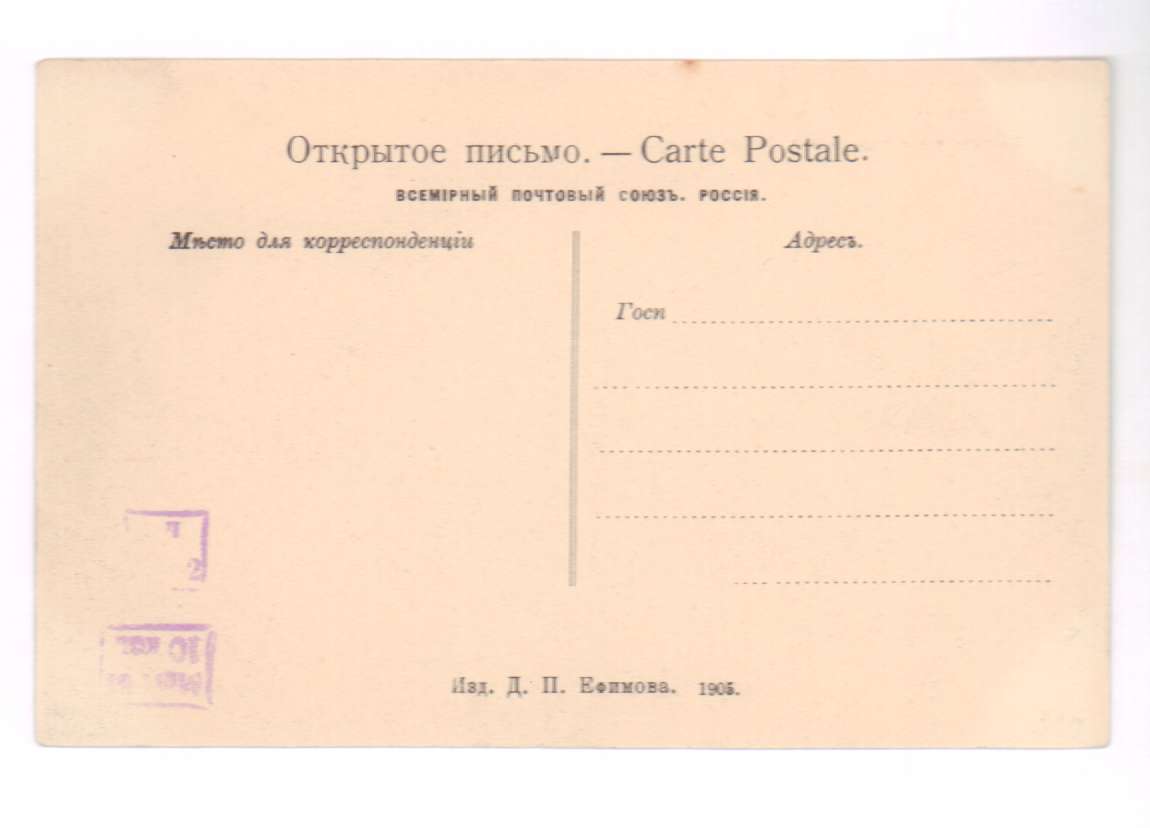 Открытое письмо. — Carte Postale.
ВСЕМІРНЫЙ ПОЧТОВЫЙ СОЮЗЪ. РОССІЯ.
Мѣсто для корреспонденціи
Адресъ.
Госп
Изд. Д. П. Ефимова. 1905.